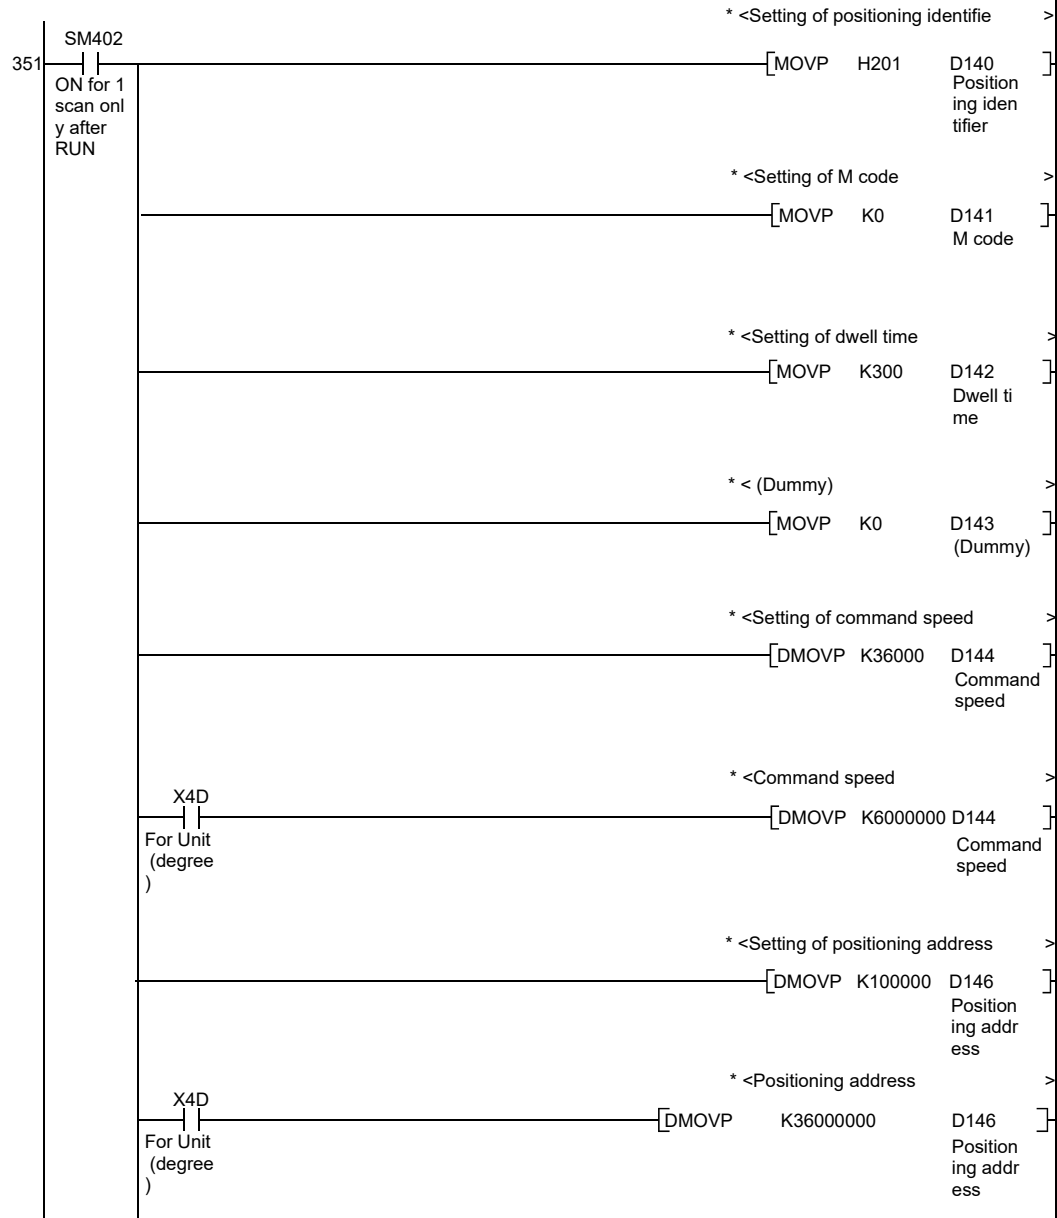 * <Setting of positioning identifie >
SM402
351
MOVP H201 D140
ON for 1
scan onl
y after
RUN
Position
ing iden
tifier
* <Setting of M code >
MOVP K0 D141
M code
* <Setting of dwell time >
MOVP K300 D142
Dwell ti
me
* < (Dummy) >
MOVP K0 D143
(Dummy)
* <Setting of command speed >
DMOVP K36000 D144
Command
speed
* <Command speed >
X4D
DMOVP K6000000 D144
For Unit
(degree
)
Command
speed
* <Setting of positioning address >
DMOVP K100000 D146
Position
ing addr
ess
* <Positioning address >
X4D
DMOVP K36000000 D146
For Unit
(degree
)
Position
ing addr
ess